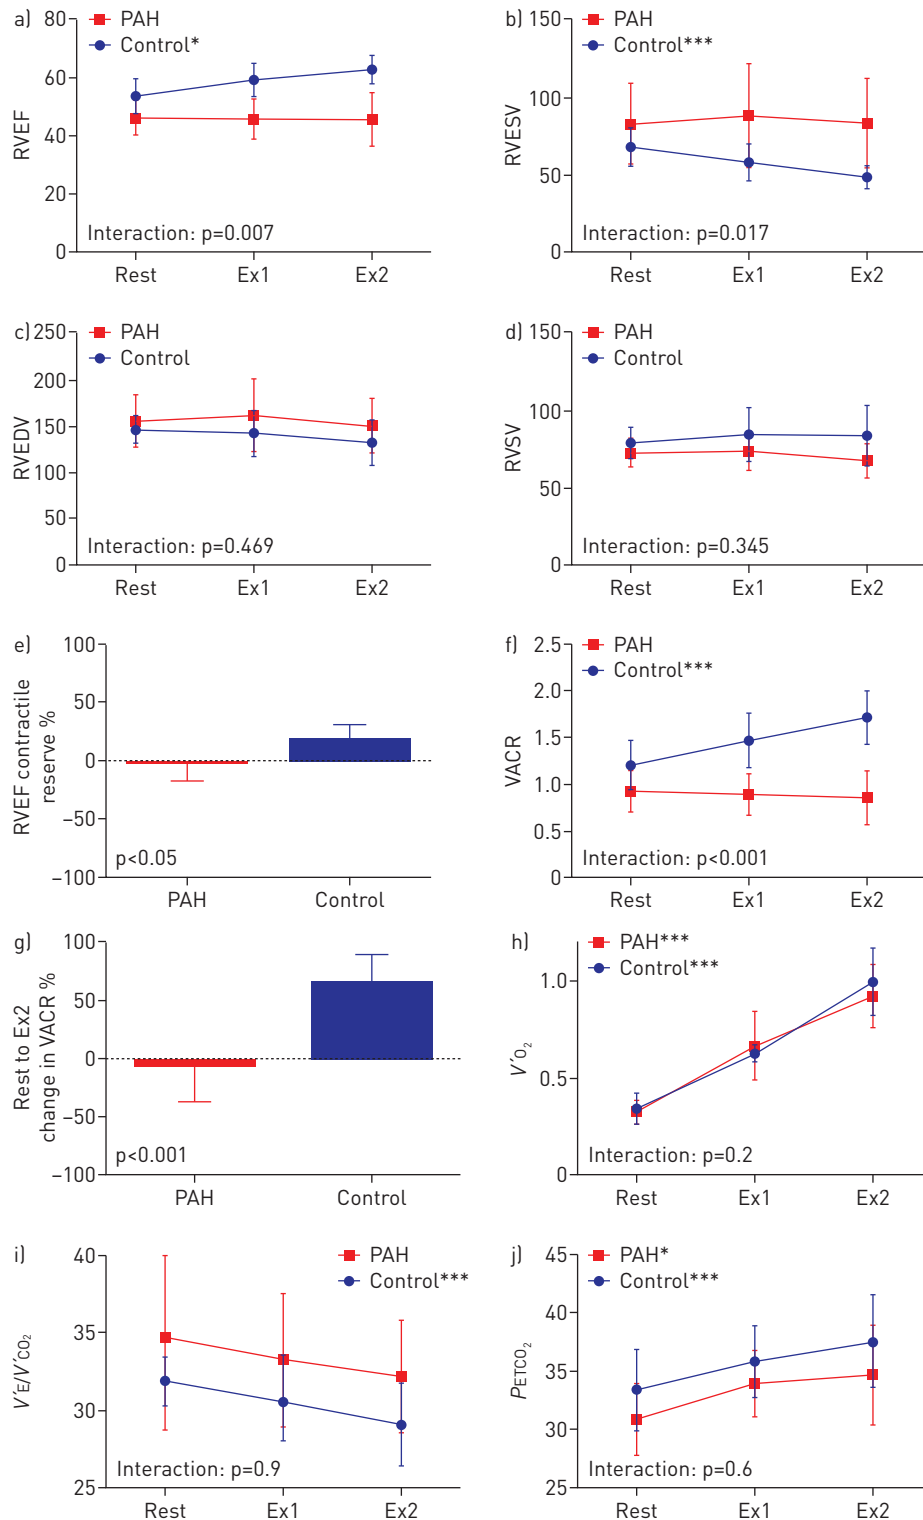 a)
PAH
Control*
RVEF
80
60
40
20
0
Interaction: p=0.007
Rest Ex1 Ex2
b)
PAH
Control***
RVESV
150
100
50
0
Interaction: p=0.017
Rest Ex1 Ex2
c)
PAH
Control
RVEDV
250
200
150
100
50
0
Interaction: p=0.469
Rest Ex1 Ex2
d)
PAH
Control
RVSV
150
100
50
0
Interaction: p=0.345
Rest Ex1 Ex2
e)
RVEF contractile
reserve %
100
50
0
−50
−100
p<0.05
PAH Control
f)
PAH
Control***
VACR
2.5
2.0
1.5
1.0
0.5
0
Interaction: p<0.001
Rest Ex1 Ex2
g)
Rest to Ex2
change in VACR %
100
50
0
−50
−100
p<0.001
PAH Control
h)
PAH***
Control***
V′O2
1.0
0.5
0
Interaction: p=0.2
Rest Ex1 Ex2
i)
PAH
Control***
V′E/V′CO2
40
35
30
25
Interaction: p=0.9
Rest Ex1 Ex2
j)
PAH*
Control***
PETCO2
45
40
35
30
25
Interaction: p=0.6
Rest Ex1 Ex2